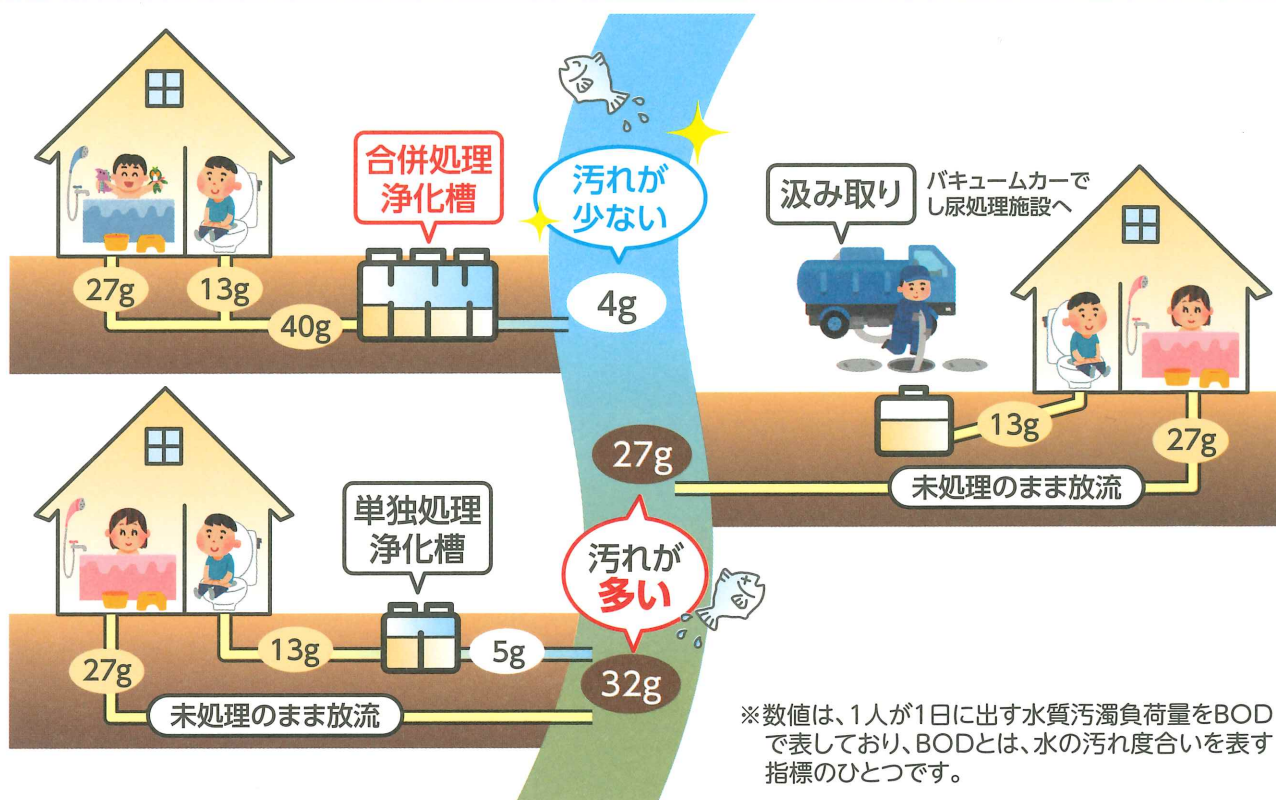 合併処理
浄化槽
汚れが
少ない
27g
13g
40g
4g
汲み取り
バキュームカーで
し尿処理施設へ
13g
27g
未処理のまま放流
27g
単独処理
浄化槽
汚れが
多い
27g
13g
5g
32g
未処理のまま放流
※数値は、1人が1日に出す水質汚濁負荷量をBOD
で表しており、BODとは、水の汚れ度合いを表す
指標のひとつです。